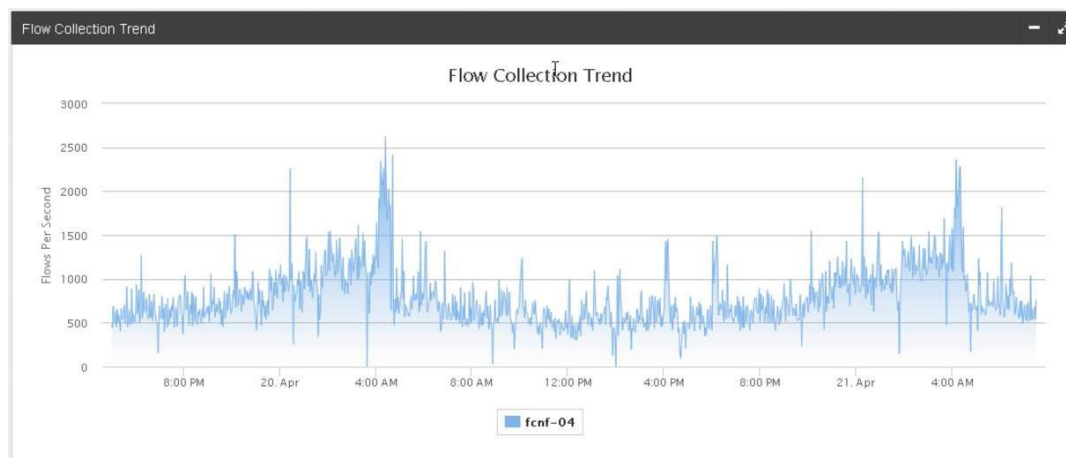 Flow Collection Trend
Flow Collection Trend
3000
2500
2000
1500
1000
500
0
Flows Per Second
8:00 PM 20. Apr 4:00 AM 8:00 AM 12:00 PM 4:00 PM 8:00 PM 21. Apr 4:00 AM
fcnf-04